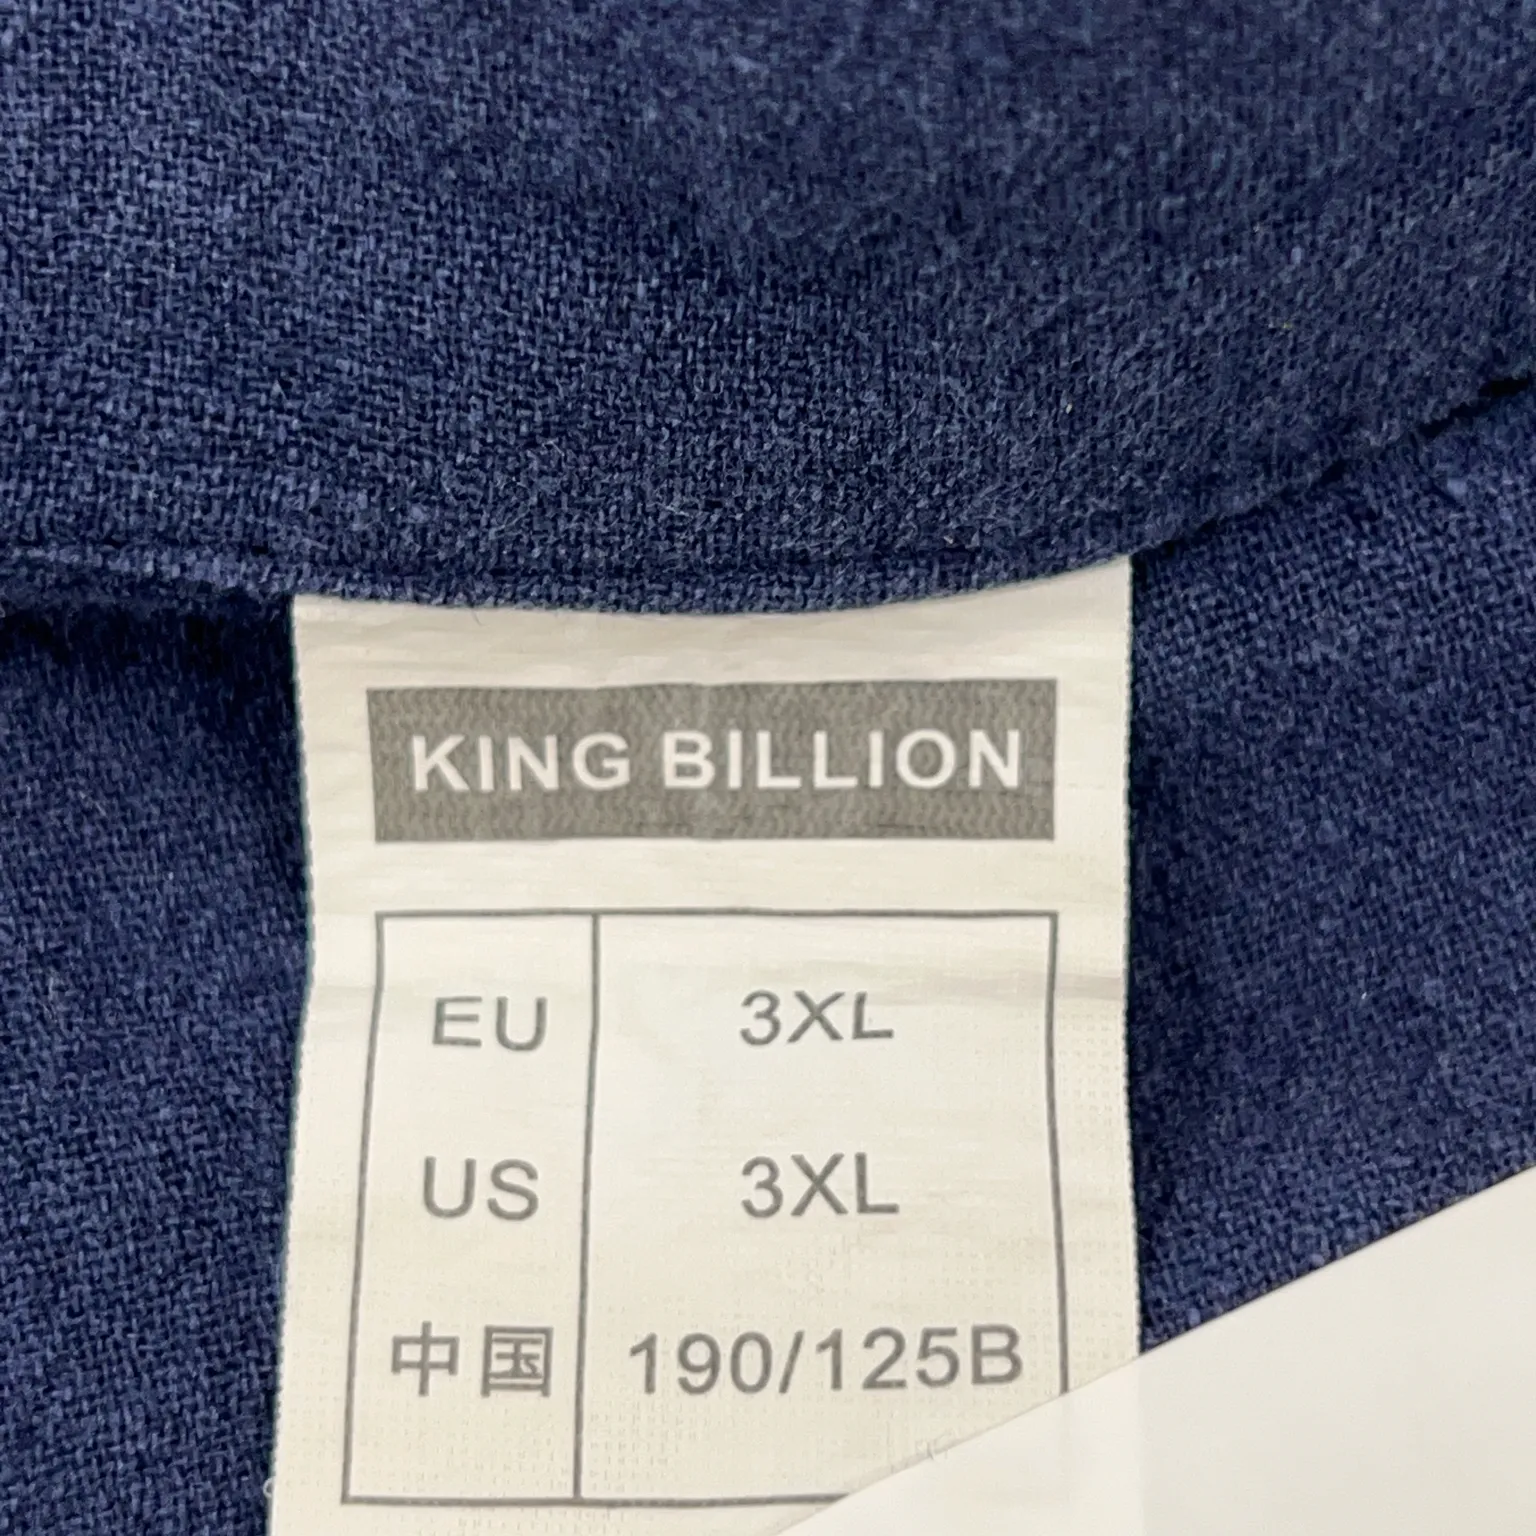 KING BILLION
EU 3XL
US 3XL
中国 190/125B